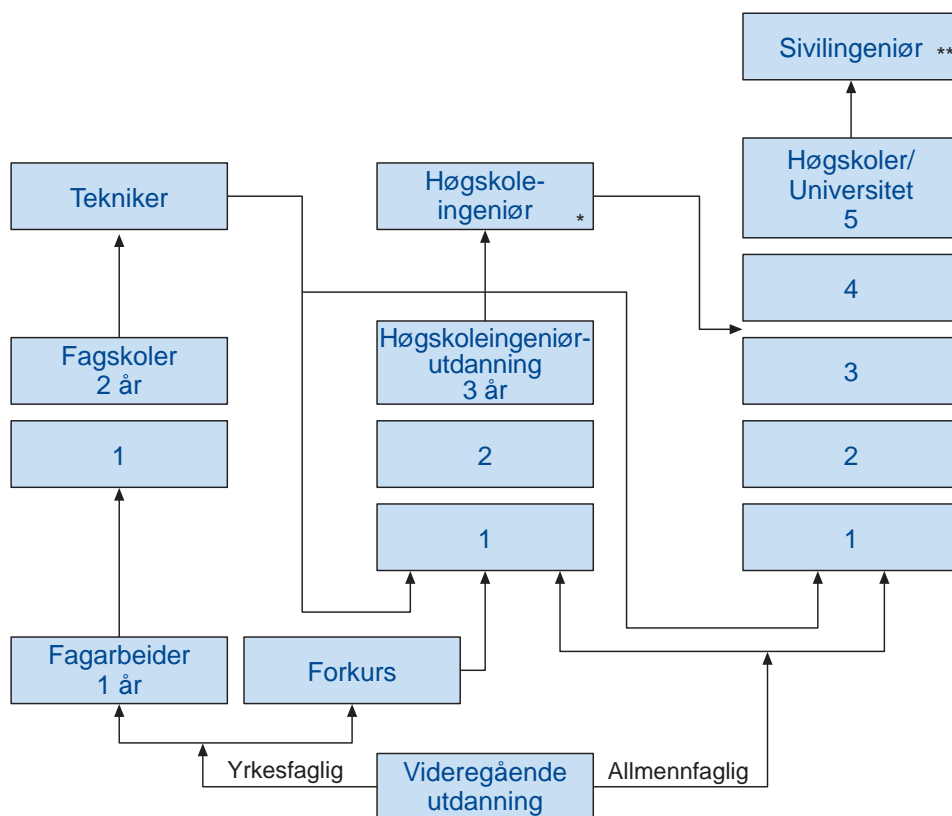 Sivilingeniør **
Høgskoler/
Universitet
5
Tekniker
Høgskole-
ingeniør *
4
Fagskoler
2 år
Høgskoleingeniør-
utdanning
3 år
3
1
2
2
1
1
Fagarbeider
1 år
Forkurs
Yrkesfaglig
Videregående
utdanning
Allmennfaglig